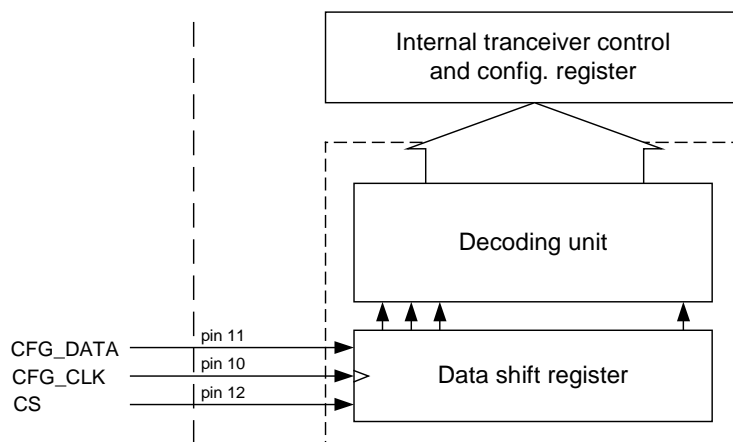 Internal tranceiver control
and config. register
Decoding unit
CFG_DATA
pin 11
CFG_CLK
pin 10
CS
pin 12
Data shift register